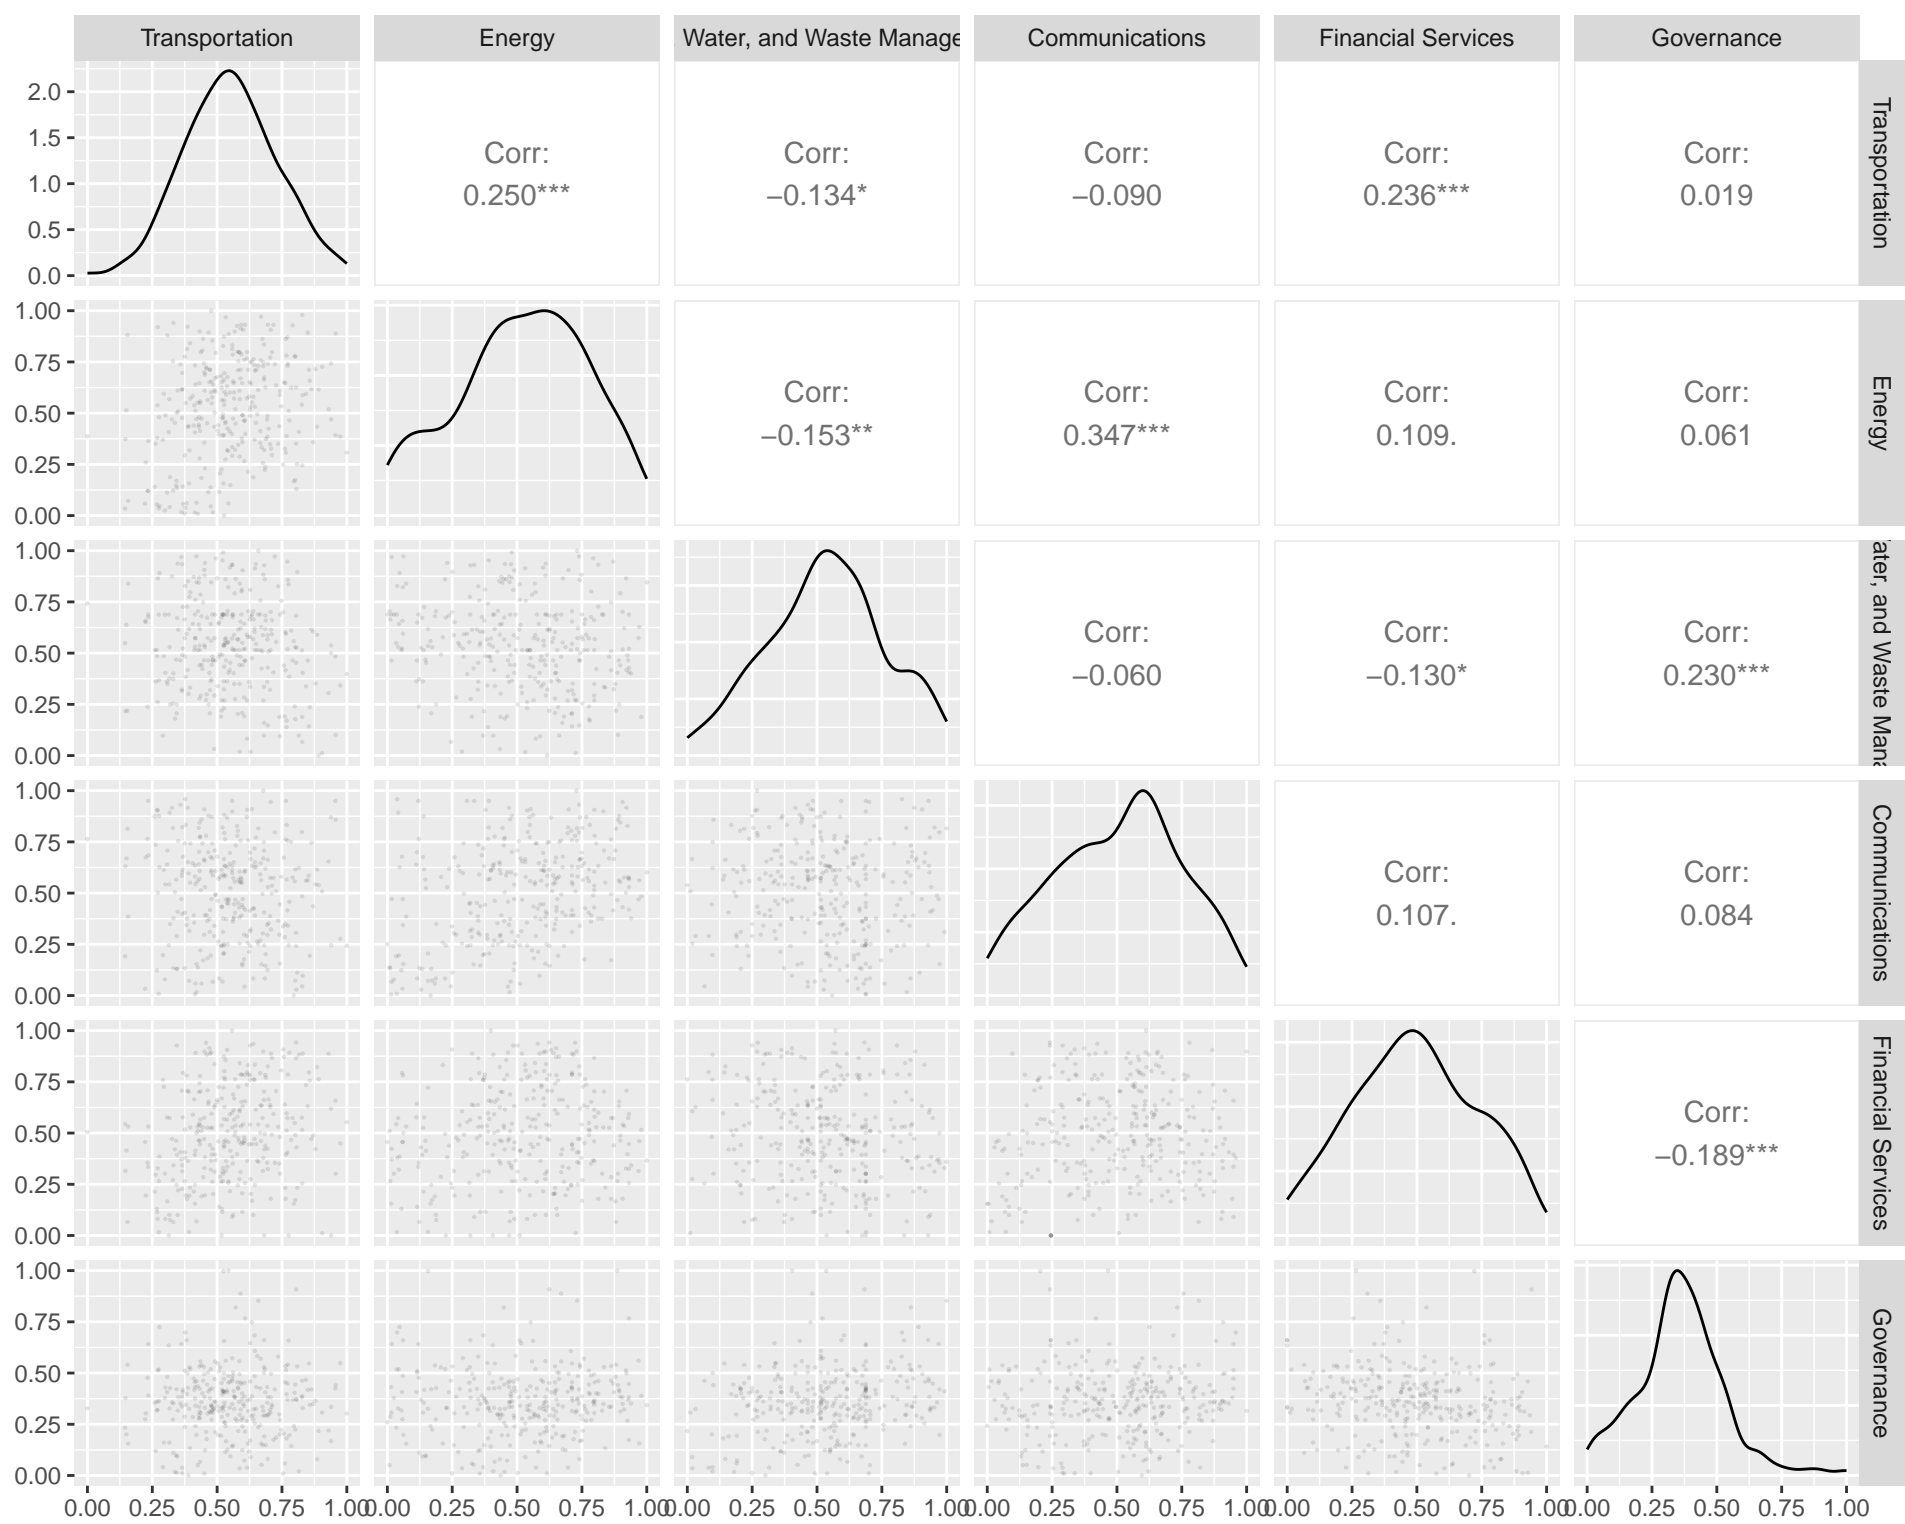 Transportation
Energy
Water, and Waste Manage
Communications
Financial Services
Governance
2.0
1.5
1.0
0.5
0.0
Corr:
0.250***
Corr:
−0.134*
Corr:
−0.090
Corr:
0.236***
Corr:
0.019
Transportation
1.00
0.75
0.50
0.25
0.00
Corr:
−0.153**
Corr:
0.347***
Corr:
0.109.
Corr:
0.061
Energy
1.00
0.75
0.50
0.25
0.00
Corr:
−0.060
Corr:
−0.130*
Corr:
0.230***
ater, and Waste Mana
1.00
0.75
0.50
0.25
0.00
Corr:
0.107.
Corr:
0.084
Communications
1.00
0.75
0.50
0.25
0.00
Corr:
−0.189***
Financial Services
1.00
0.75
0.50
0.25
0.00
Governance
0.00 0.25 0.50 0.75 1.00
0.00 0.25 0.50 0.75 1.00
0.00 0.25 0.50 0.75 1.00
0.00 0.25 0.50 0.75 1.00
0.00 0.25 0.50 0.75 1.00
0.00 0.25 0.50 0.75 1.00